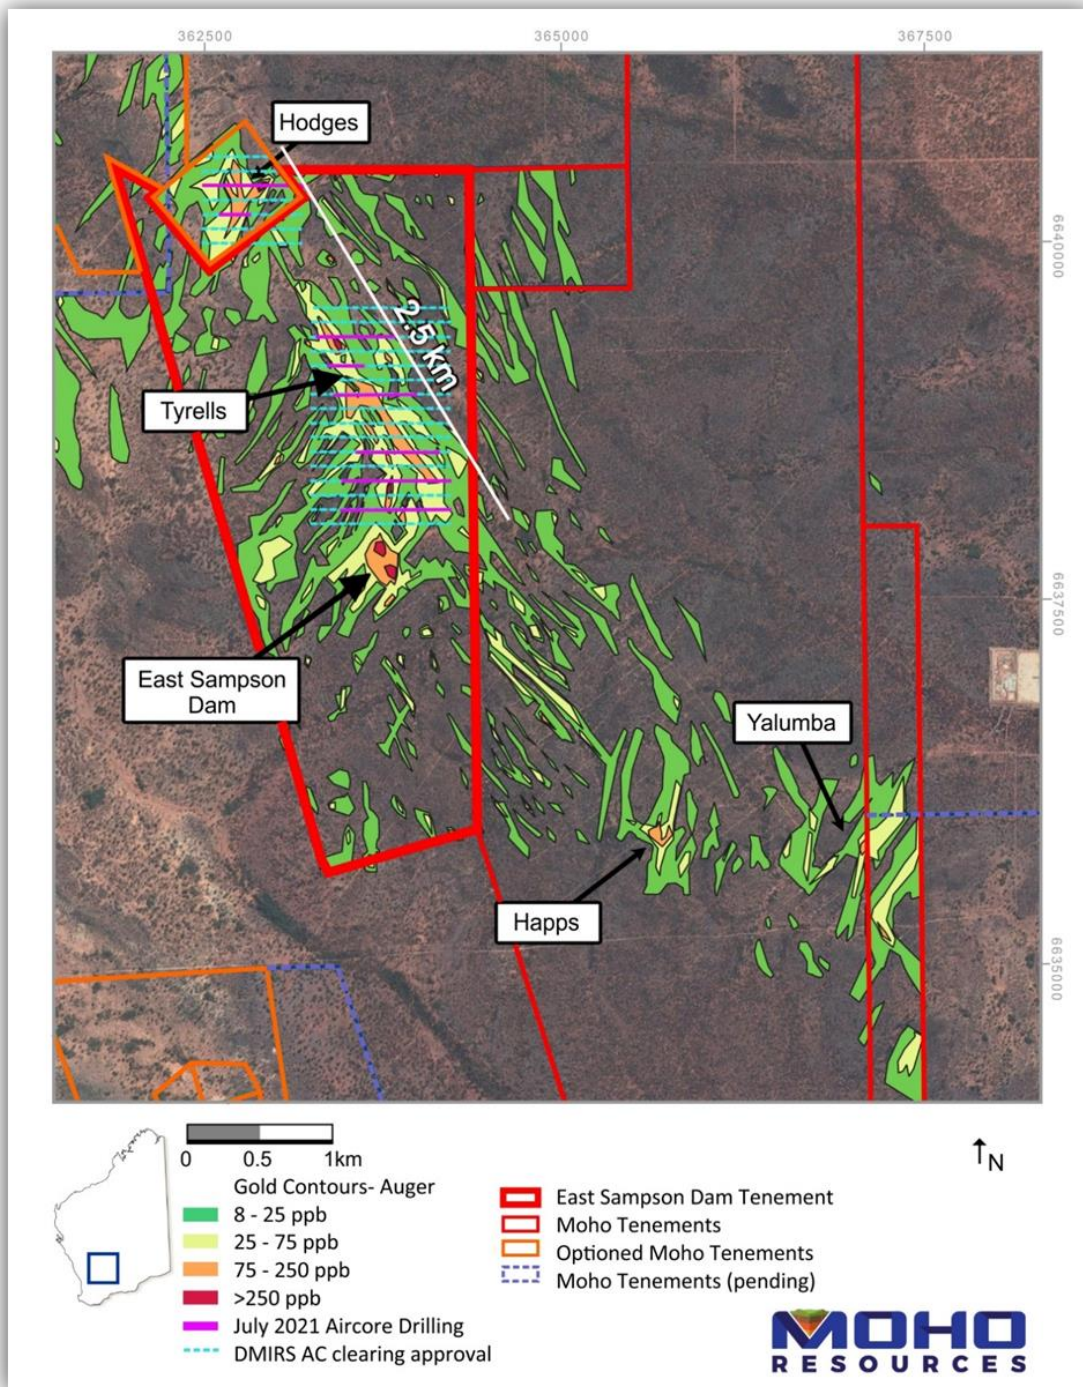 362500
365000
367500
Hodges
6640000
2.5 km
Tyrells
6637500
East Sampson
Dam
Yalumba
Happs
6635000
0 0.5 1km
Gold Contours- Auger
8 - 25 ppb
25 - 75 ppb
75 - 250 ppb
>250 ppb
July 2021 Aircore Drilling
DMIRS AC clearing approval
East Sampson Dam Tenement
Moho Tenements
Optioned Moho Tenements
Moho Tenements (pending)
N
MOHO
RESOURCES